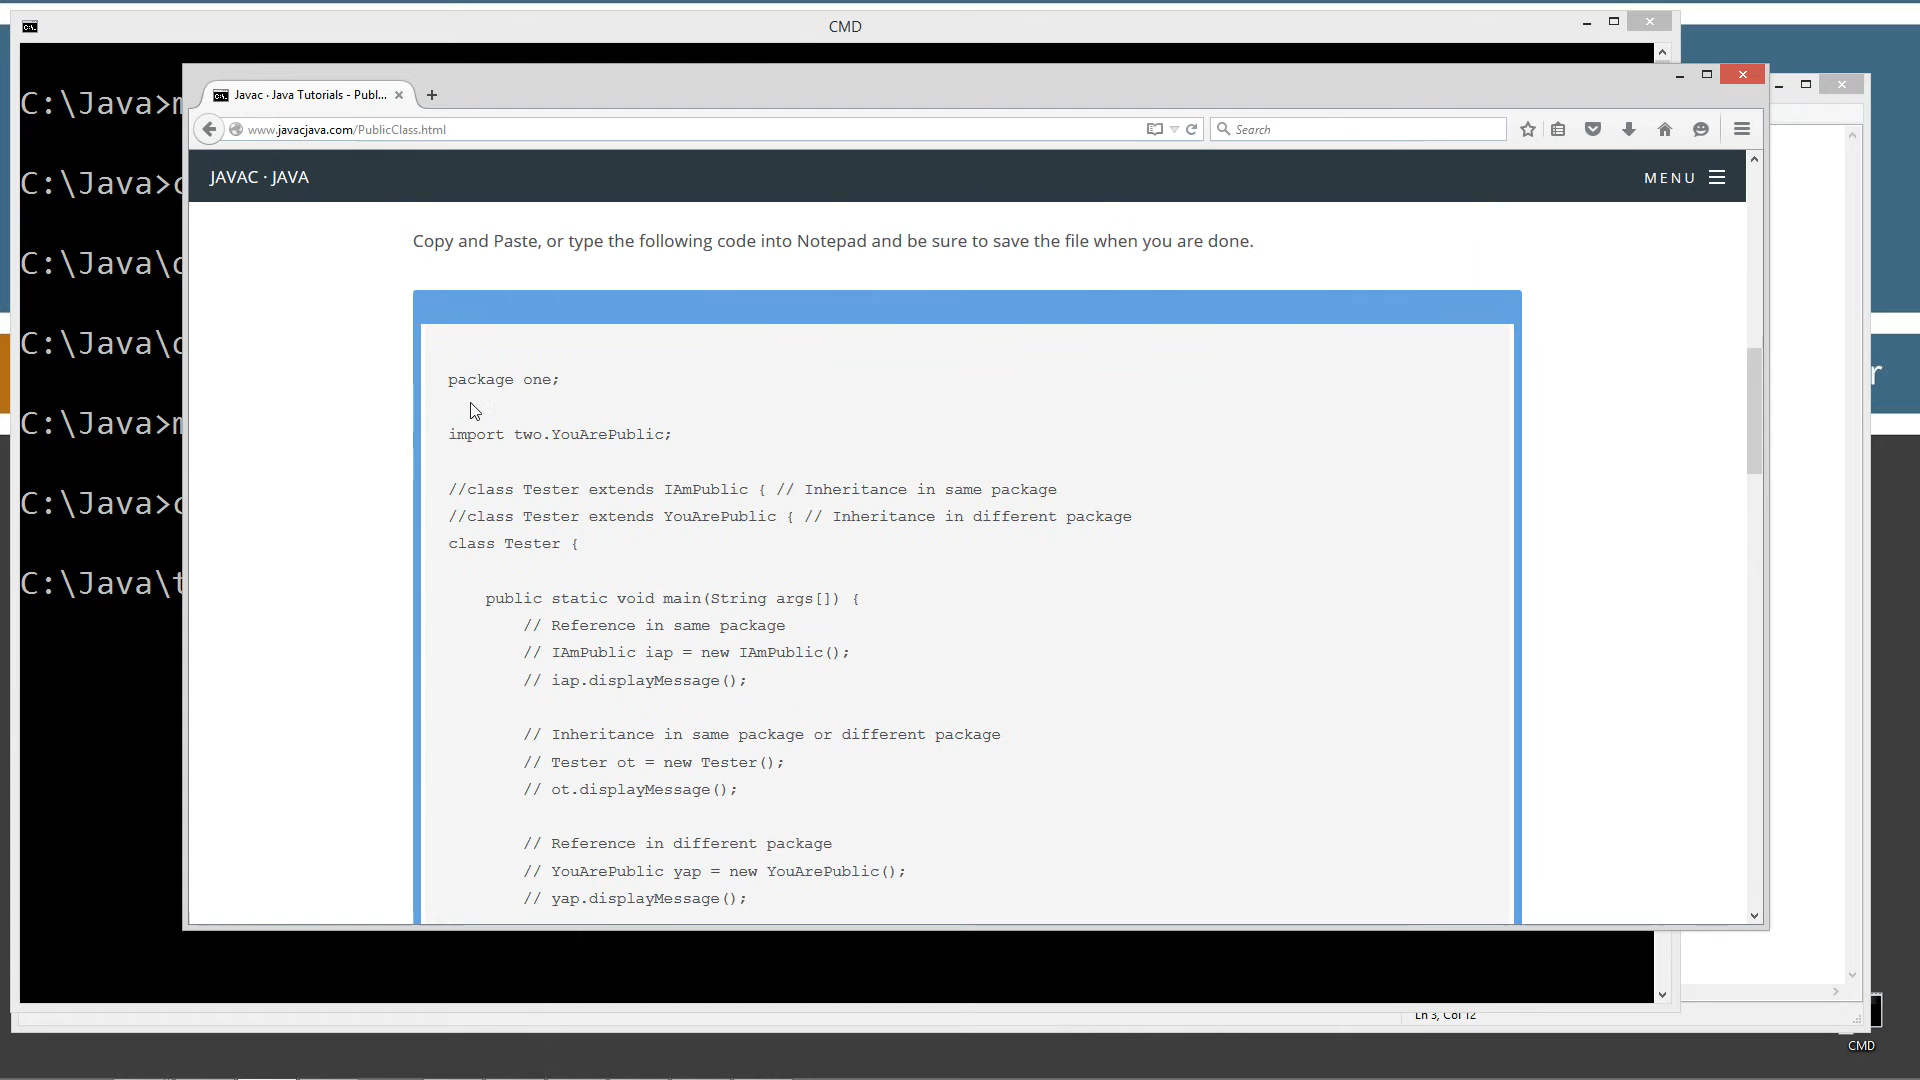 CMD
C:\Java>
Javac · Java Tutorials - Publ...
www.javacjava.com/PublicClass.html
Search
C:\Java>
JAVAC · JAVA
MENU
Copy and Paste, or type the following code into Notepad and be sure to save the file when you are done.
C:\Java\
C:\Java\
package one;
r
C:\Java>
import two.YouArePublic;
C:\Java>
//class Tester extends IAmPublic { // Inheritance in same package
//class Tester extends YouArePublic { // Inheritance in different package
class Tester {
C:\Java\t
public static void main(String args[]) {
// Reference in same package
// IAmPublic iap = new IAmPublic();
// iap.displayMessage();
// Inheritance in same package or different package
// Tester ot = new Tester();
// ot.displayMessage();
// Reference in different package
// YouArePublic yap = new YouArePublic();
// yap.displayMessage();
Ln 3, Col 12
CMD